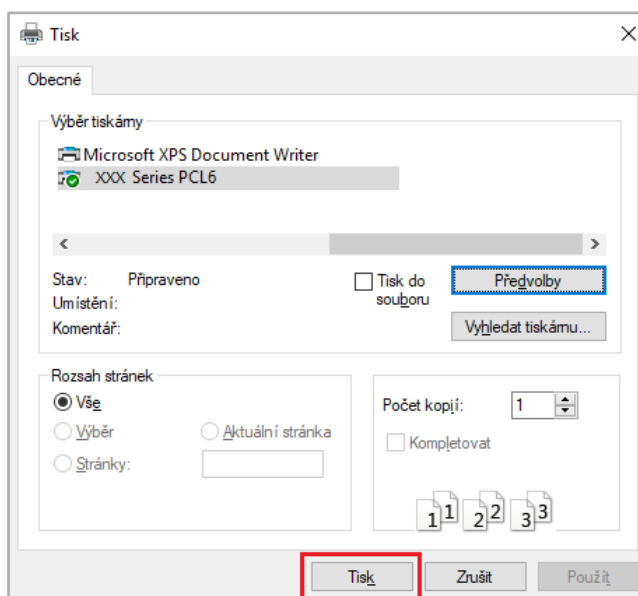 Tisk
Obecné
Výběr tiskárny
Microsoft XPS Document Writer
XXX Series PCL6
Stav: Připraveno
Umístění:
Komentář:
Tisk do souboru
Předvolby
Vyhledat tiskárnu...
Rozsah stránek
Vše
Výběr
Aktuální stránka
Stránky:
Počet kopií: 1
Kompletovat
1 1 2 2 3 3
Tisk
Zrušit
Použít